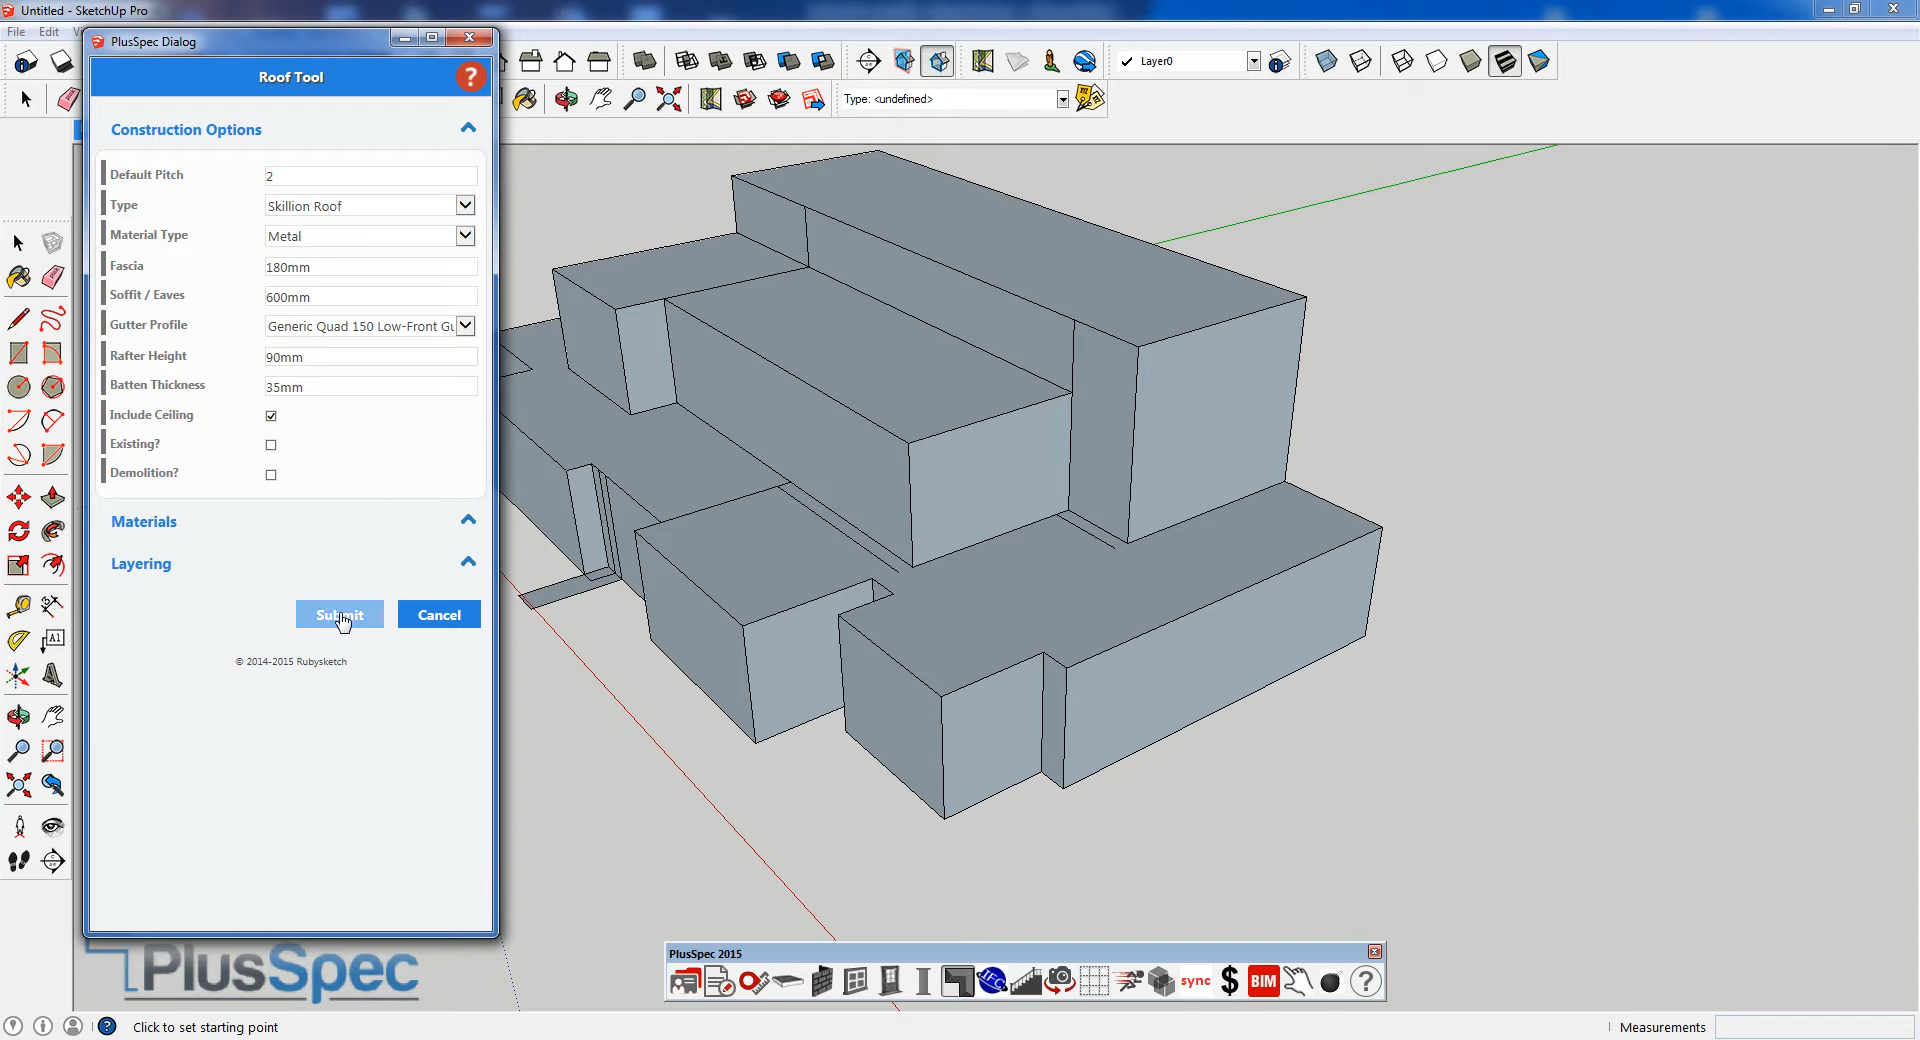 Untitled - SketchUp Pro
File Edit
PlusSpec Dialog
Roof Tool
?
Layer0
Type: <undefined>
Construction Options
Default Pitch 2
Type Skillion Roof
Material Type Metal
Fascia 180mm
Soffit / Eaves 600mm
Gutter Profile Generic Quad 150 Low-Front Gu
Rafter Height 90mm
Batten Thickness 35mm
Include Ceiling
Existing?
Demolition?
Materials
Layering
Submit Cancel
© 2014-2015 Rubysketch
A1
PlusSpec
PlusSpec 2015
IFC sync $ BIM ?
? Click to set starting point
Measurements